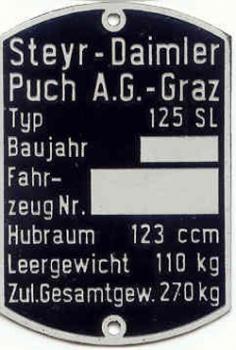 Steyr-Daimler
Puch A.G.-Graz
Typ 125 SL
Baujahr
Fahr-
zeug Nr.
Hubraum 123 ccm
Leergewicht 110 kg
Zul.Gesamtgew. 270 kg